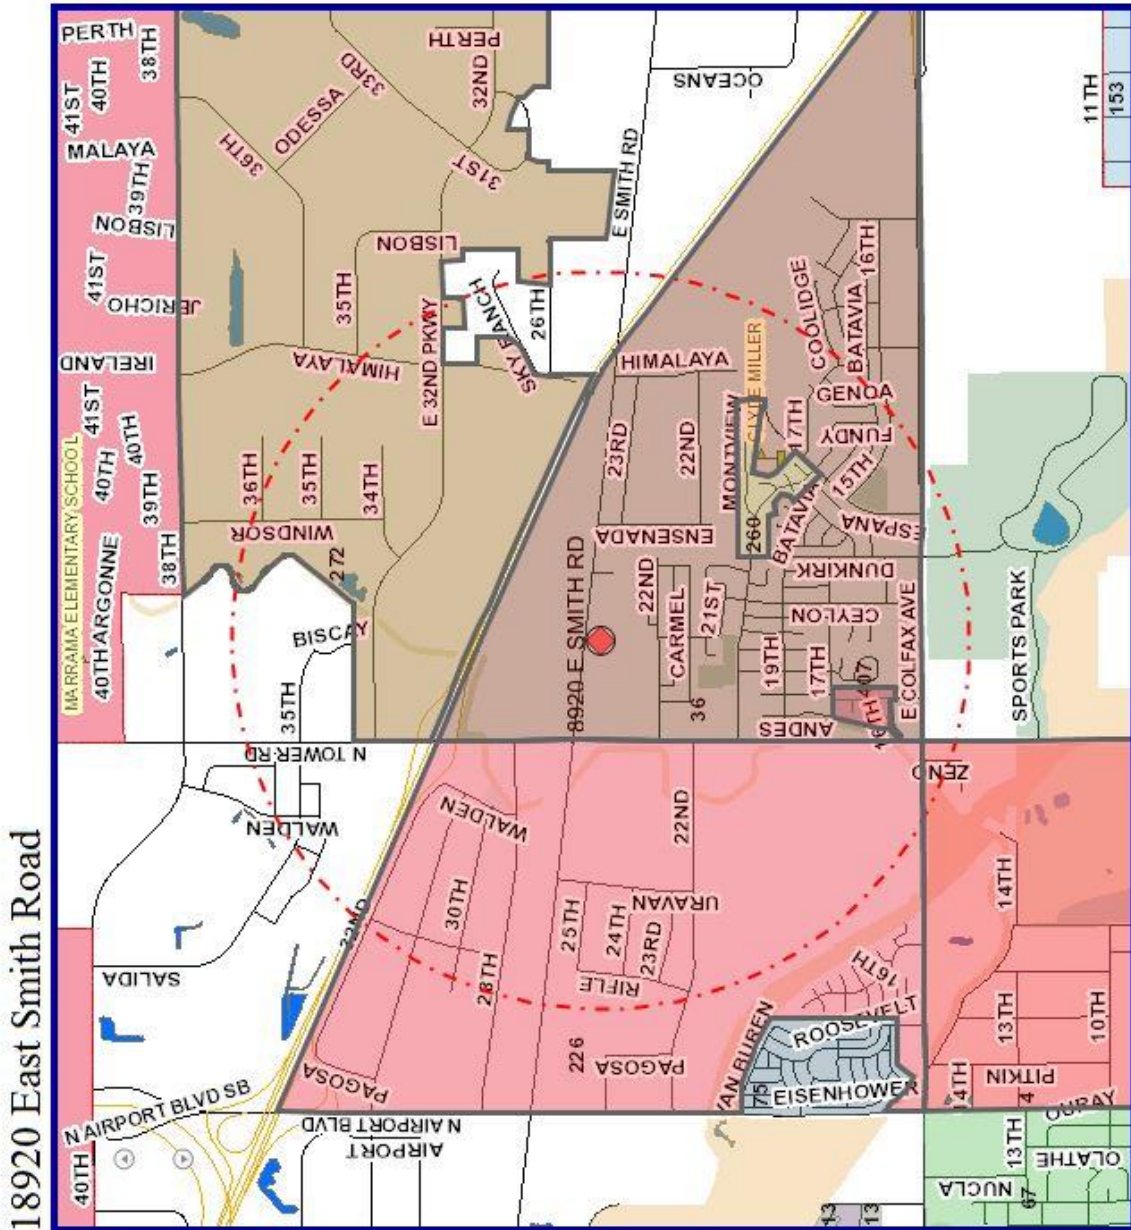 18920 East Smith Road
PERTH
38TH
41ST
40TH
MALAYA
39TH
LISBON
41ST
JERICHO
IRELAND
41ST
40TH
40TH
39TH
MARRAMA ELEMENTARY SCHOOL
40TH
ARGONNE
38TH
PERTH
33RD
32ND
ODESSA
36TH
31ST
LISBON
35TH
HIMALAYA
E 32ND PKWY
SKY RANCH
26TH
E SMITH RD
OCEANS
11TH
153
36TH
35TH
34TH
WINDSOR
272
BISCAY
35TH
N TOWER RD
WALDEN
SALIDA
32ND
N AIRPORT BLVD SB
40TH
N AIRPORT BLVD
AIRPORT
HIMALAYA
23RD
22ND
MONTVIEW
CLYDE MILLER
COOLIDGE
BATAVIA
16TH
GENOA
17TH
FUNDY
15TH
ENSENADA
260
BATAVIA
ESPANA
8920 E SMITH RD
22ND
CARMEL
21ST
DUNKIRK
CEYLON
19TH
17TH
36
ANDES
16TH
407
E COLFAX AVE
SPORTS PARK
ZENO
WALDEN
30TH
28TH
22ND
25TH
24TH
23RD
URAVAN
RIFLE
PAGOSA
226
PAGOSA
VAN BUREN
16TH
ROOSEVELT
EISENHOWER
75
14TH
13TH
10TH
PITKIN
14TH
4
OURAY
13TH
OLATHE
NUCLA
67
13
13